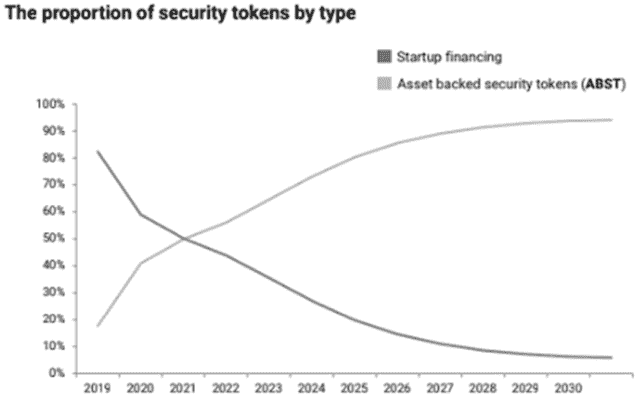 The proportion of security tokens by type
Startup financing
Asset backed security tokens (ABST)
100%
90%
80%
70%
60%
50%
40%
30%
20%
10%
0%
2019 2020 2021 2022 2023 2024 2025 2026 2027 2028 2029 2030